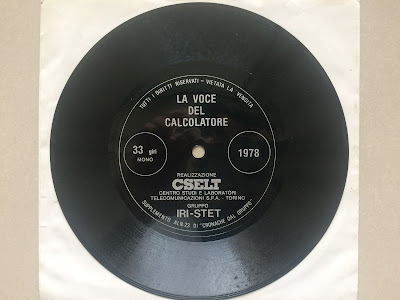 TUTTI I DIRITTI RISERVATI - VIETATA LA VENDITA
LA VOCE
DEL
CALCOLATORE
33 giri
MONO
1978
REALIZZAZIONE
CSELT
CENTRO STUDI E LABORATORI
TELECOMUNICAZIONI S.P.A. - TORINO
GRUPPO
IRI-STET
SUPPLEMENTO AL N.23 DI "CRONACHE DAL GRUPPO"